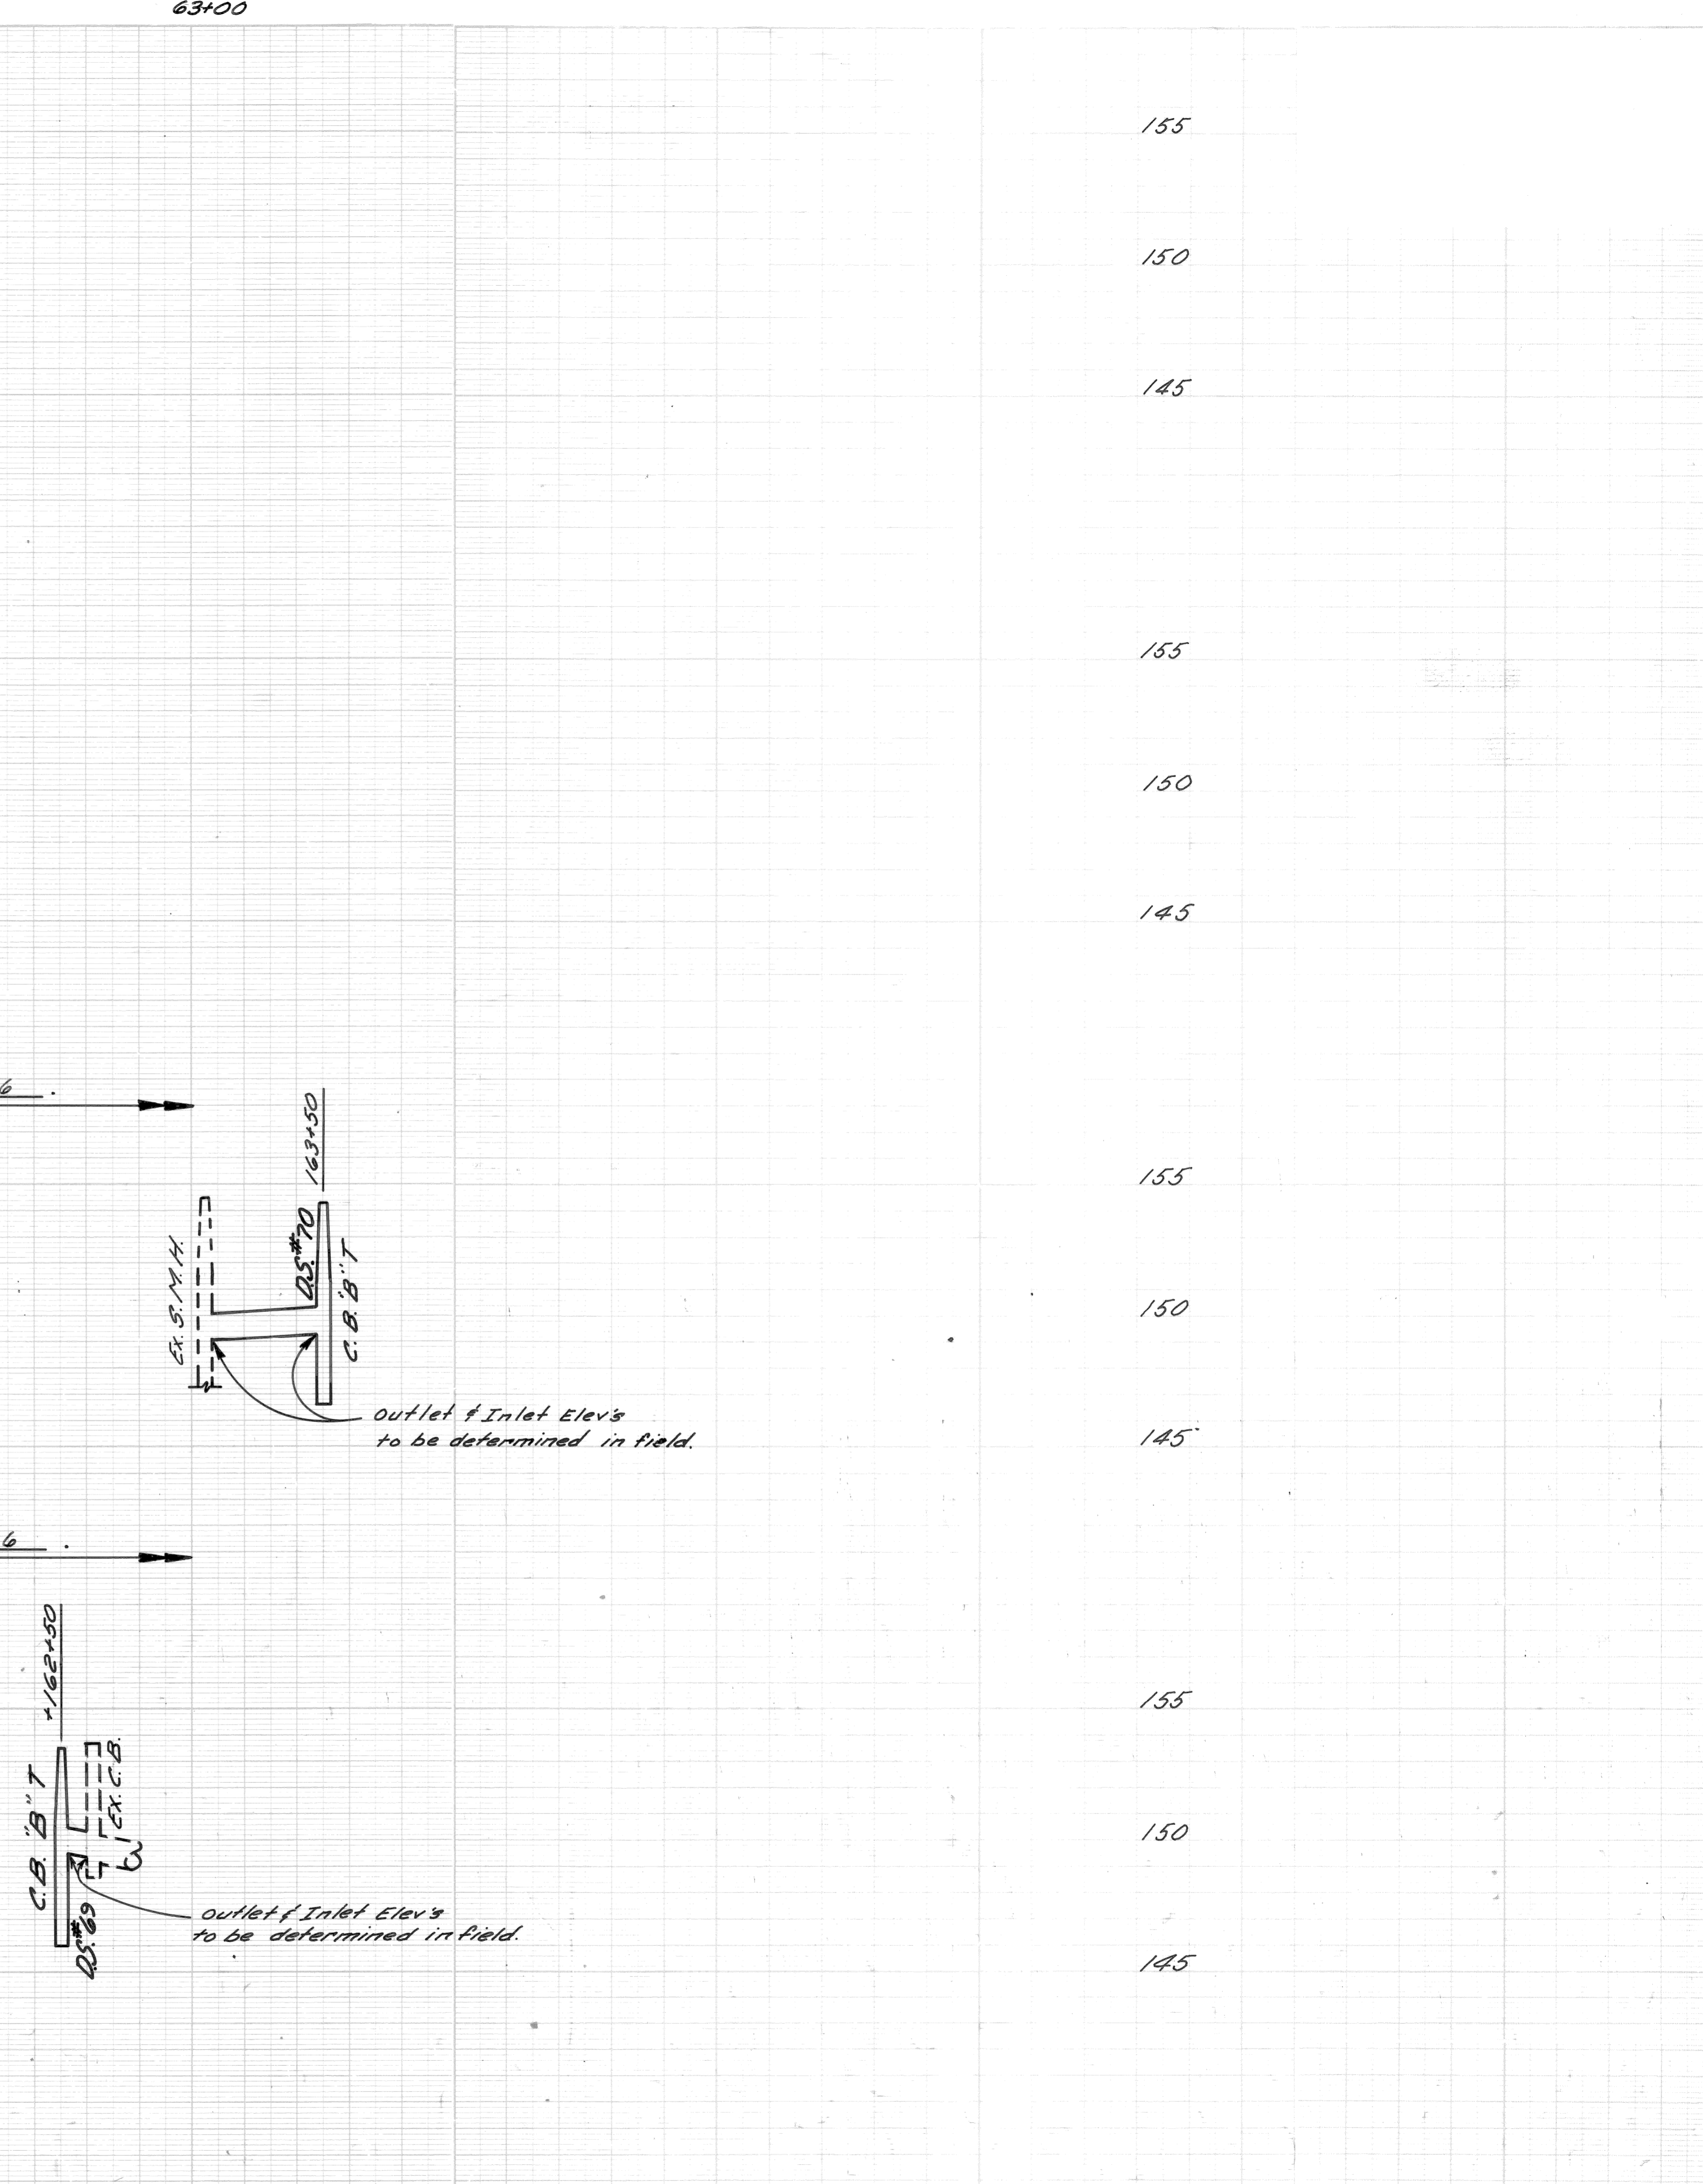 63+00
155
150
145
155
150
145
6
163+50
155
EX. S.M.H.
D.S.#70
C.B. "B" T
150
Outlet & Inlet Elev's
to be determined in field.
145
6
+162+50
155
C.B. "B" T
EX. C.B.
150
D.S.#69
Outlet & Inlet Elev's
to be determined in field.
145